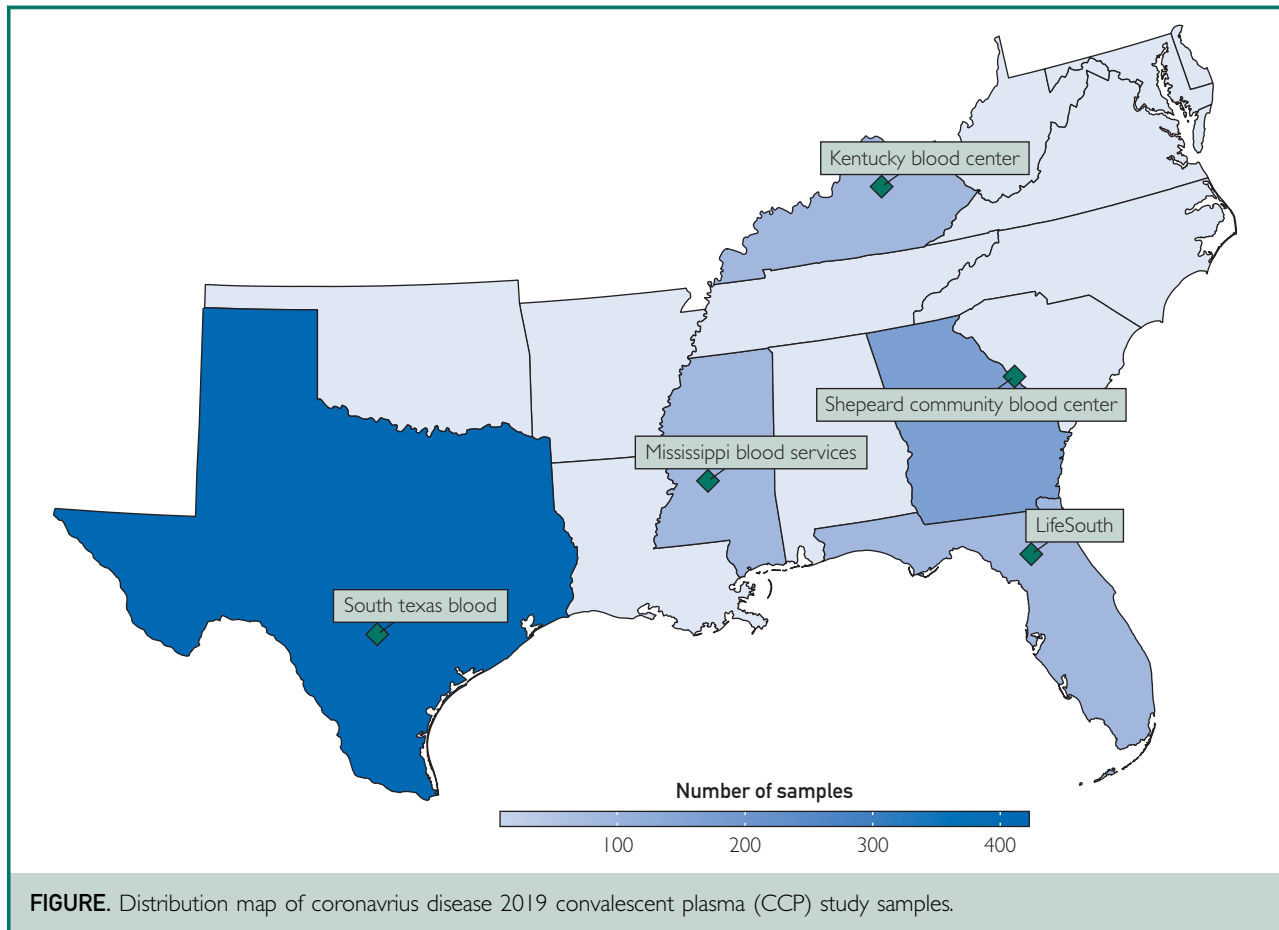 Kentucky blood center
Shepeard community blood center
Mississippi blood services
LifeSouth
South texas blood
Number of samples
100 200 300 400
FIGURE. Distribution map of coronavrius disease 2019 convalescent plasma (CCP) study samples.